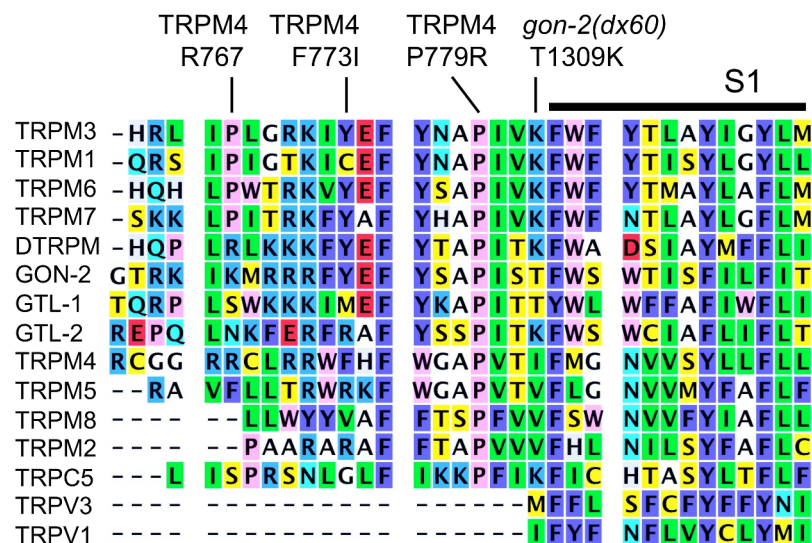 TRPM4 TRPM4 TRPM4 gon-2(dx60)
R767 F773I P779R T1309K
S1
TRPM3 -HRL IPLGRKIYEF YNAPIVKFWF YTLAYIGYLM
TRPM1 -QRS IPIGTKICEF YNAPIVKFWF YTISYLGYLL
TRPM6 -HQH LPWTRKVYEF YSAPIVKFWF YTMAYLAFLM
TRPM7 -SKK LPITRKFYAF YHAPIVKFWF NTLAYLGFLM
DTRPM -HQP LRLKKKFYEF YTAPITKFWA DSIAYMFFLI
GON-2 GTRK IKMRRRFYEF YSAPISTFWS WTISFILFIT
GTL-1 TQRP LSWKKKIMEF YKAPITTYWL WFFAFIWFLI
GTL-2 REPQ LNKFERFRAF YSSPITKFWS WCIAFLIFLT
TRPM4 RCGG RRCLRRWFHF WGAPVTIFMG NVVSYLLFLL
TRPM5 --RA VFLLTRWRKF WGAPVTVFLG NVVMYFAFLF
TRPM8 ---- --LLWYYVAF FTSPFVVFSW NVVFYIAFLL
TRPM2 ---- --PAARARAF FTAPVVVFHL NILSYFAFLC
TRPC5 ---L ISPRSNLGLF IKKPFIKFIC HTASYLTFLF
TRPV3 ---- ---------- ------MFFL SFCFYFFYNI
TRPV1 ---- ---------- ------IFYF NFLVYCLYMI